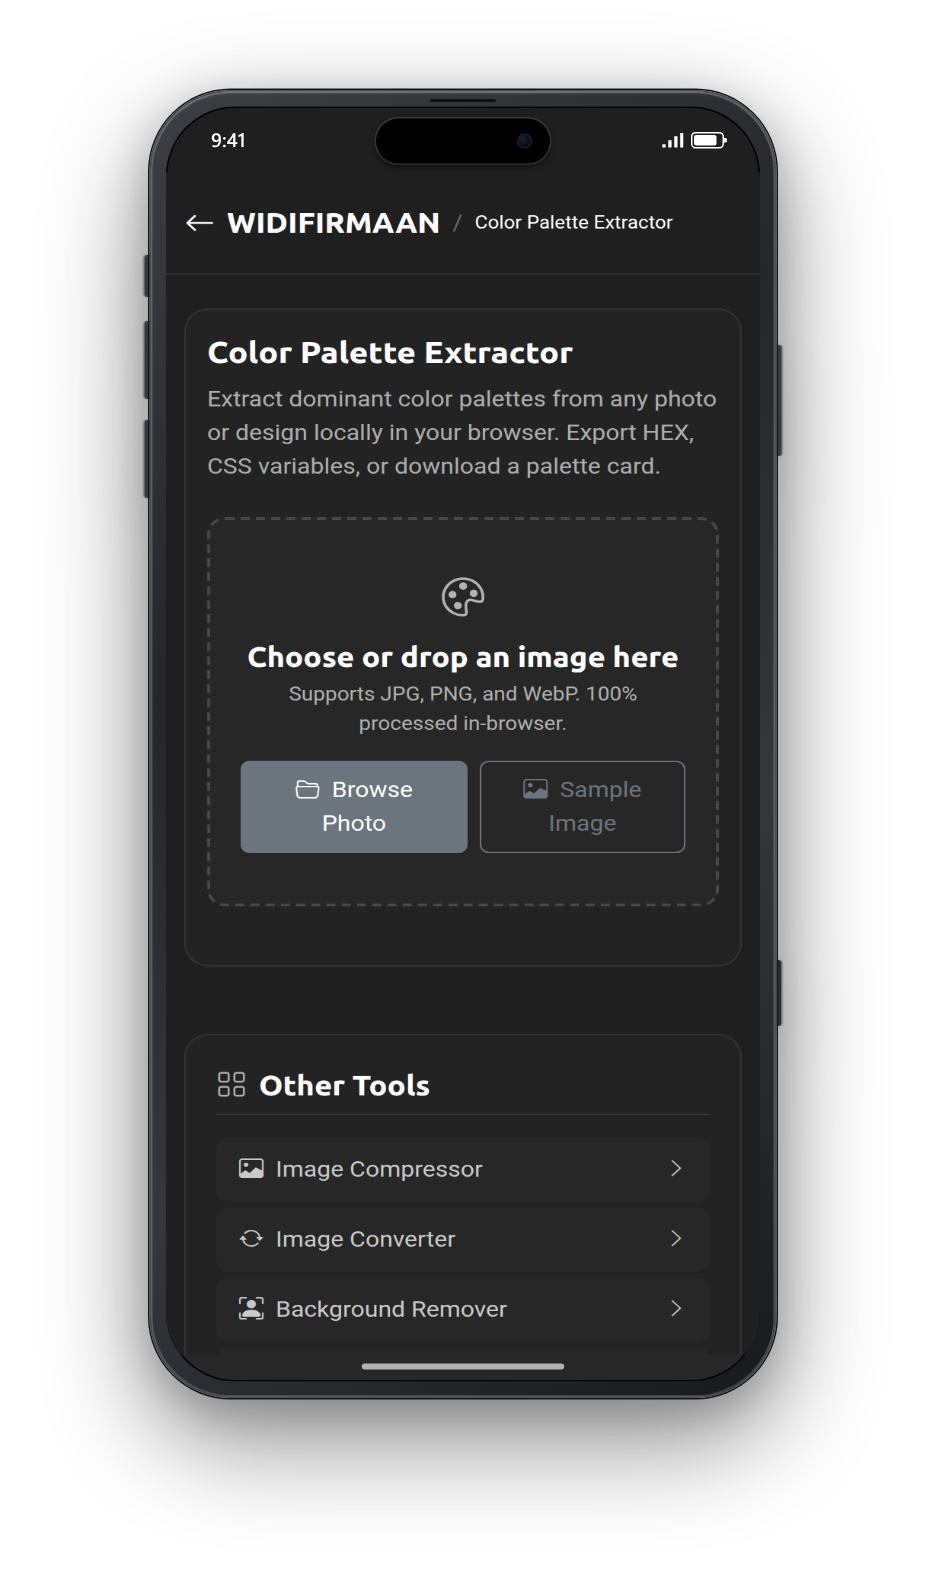 9:41
WIDIFIRMAAN / Color Palette Extractor
Color Palette Extractor
Extract dominant color palettes from any photo
or design locally in your browser. Export HEX,
CSS variables, or download a palette card.
Choose or drop an image here
Supports JPG, PNG, and WebP. 100%
processed in-browser.
Browse
Photo
Sample
Image
Other Tools
Image Compressor
Image Converter
Background Remover